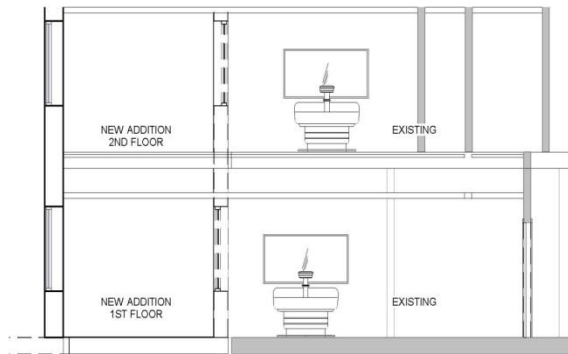 NEW ADDITION
2ND FLOOR
EXISTING
NEW ADDITION
1ST FLOOR
EXISTING